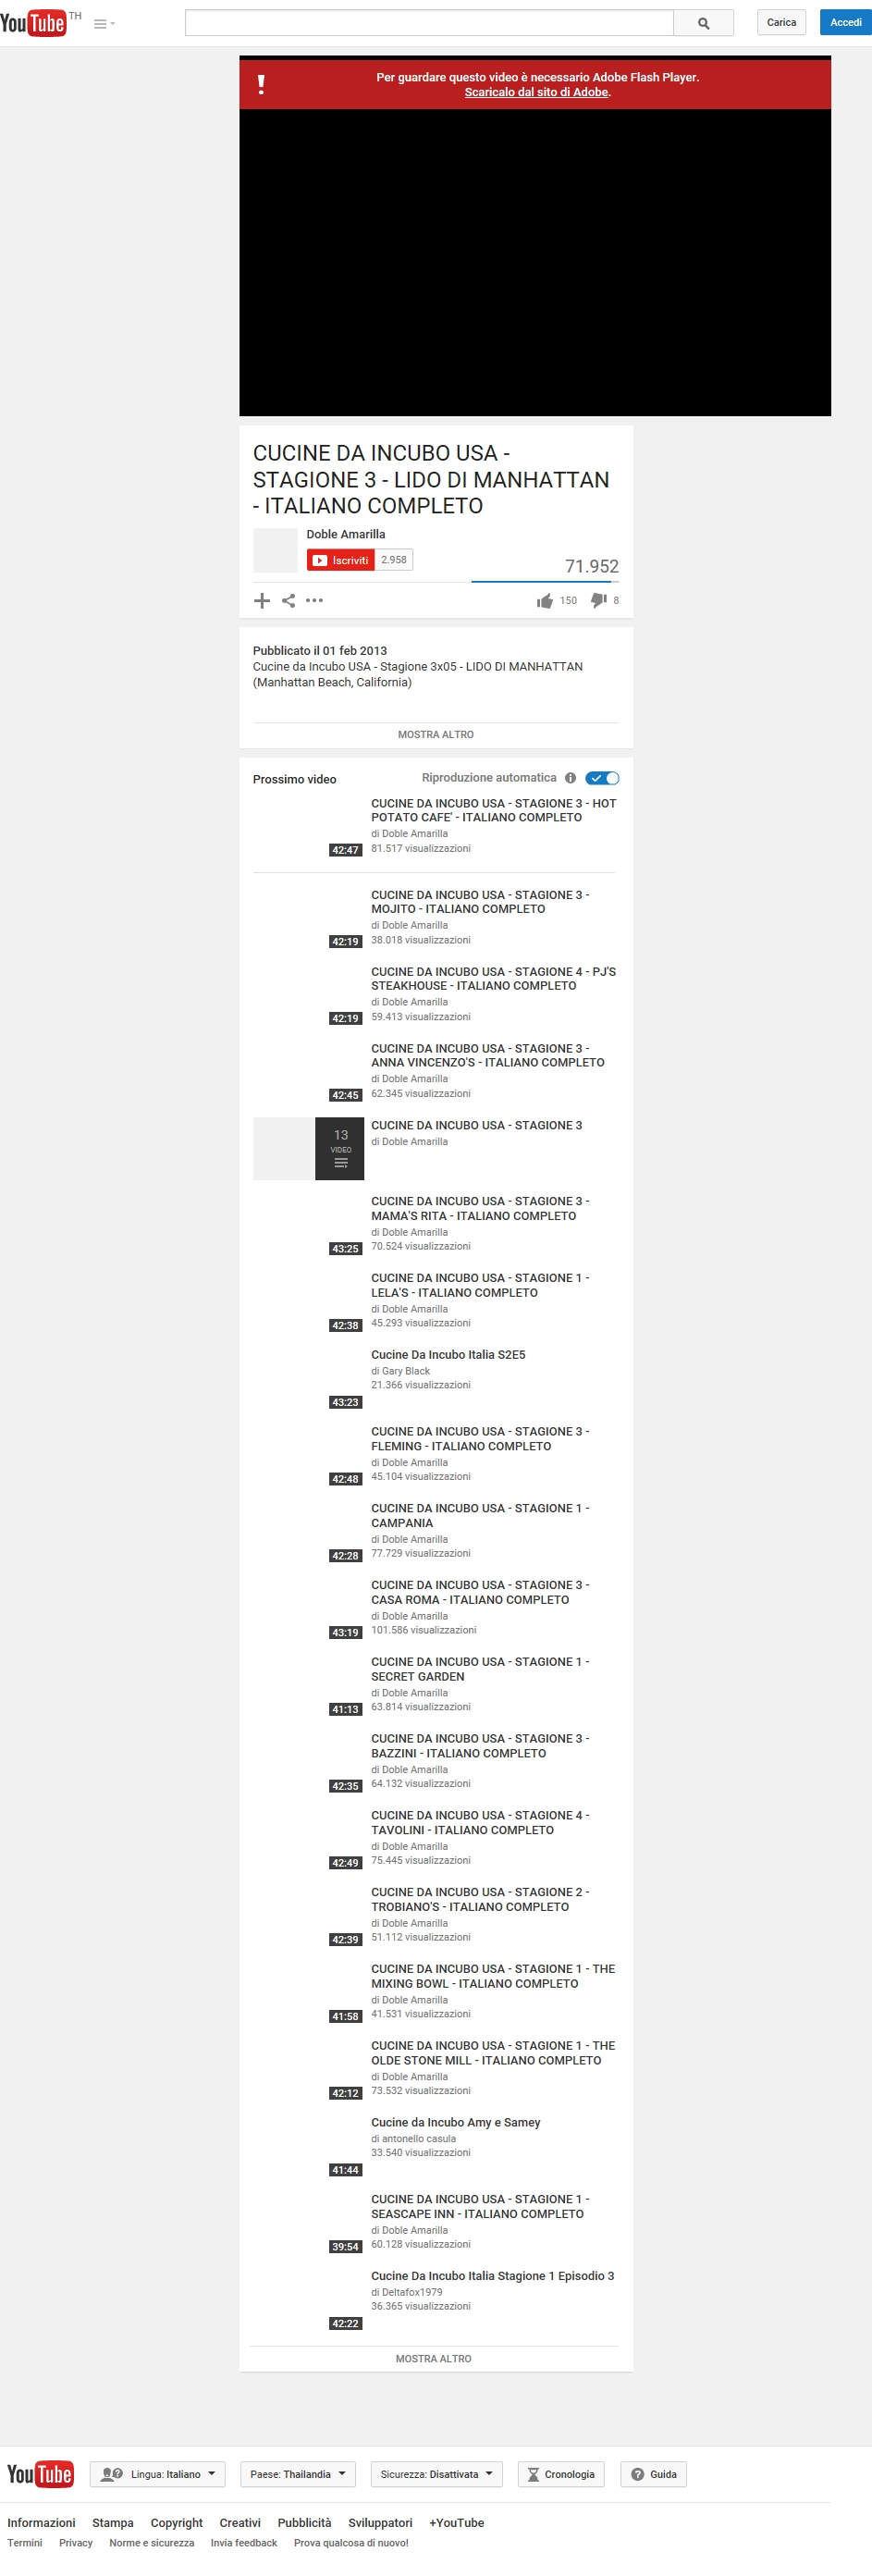 YouTube TH
Carica
Accedi
Per guardare questo video è necessario Adobe Flash Player.
Scaricalo dal sito di Adobe.
CUCINE DA INCUBO USA -
STAGIONE 3 - LIDO DI MANHATTAN
- ITALIANO COMPLETO
Doble Amarilla
Iscriviti 2.958
71.952
150 8
Pubblicato il 01 feb 2013
Cucine da Incubo USA - Stagione 3x05 - LIDO DI MANHATTAN
(Manhattan Beach, California)
MOSTRA ALTRO
Prossimo video
Riproduzione automatica
CUCINE DA INCUBO USA - STAGIONE 3 - HOT
POTATO CAFE' - ITALIANO COMPLETO
di Doble Amarilla
42:47 81.517 visualizzazioni
CUCINE DA INCUBO USA - STAGIONE 3 -
MOJITO - ITALIANO COMPLETO
di Doble Amarilla
42:19 38.018 visualizzazioni
CUCINE DA INCUBO USA - STAGIONE 4 - PJ'S
STEAKHOUSE - ITALIANO COMPLETO
di Doble Amarilla
42:19 59.413 visualizzazioni
CUCINE DA INCUBO USA - STAGIONE 3 -
ANNA VINCENZO'S - ITALIANO COMPLETO
di Doble Amarilla
42:45 62.345 visualizzazioni
13
VIDEO
CUCINE DA INCUBO USA - STAGIONE 3
di Doble Amarilla
CUCINE DA INCUBO USA - STAGIONE 3 -
MAMA'S RITA - ITALIANO COMPLETO
di Doble Amarilla
43:25 70.524 visualizzazioni
CUCINE DA INCUBO USA - STAGIONE 1 -
LELA'S - ITALIANO COMPLETO
di Doble Amarilla
42:38 45.293 visualizzazioni
Cucine Da Incubo Italia S2E5
di Gary Black
21.366 visualizzazioni
43:23
CUCINE DA INCUBO USA - STAGIONE 3 -
FLEMING - ITALIANO COMPLETO
di Doble Amarilla
42:48 45.104 visualizzazioni
CUCINE DA INCUBO USA - STAGIONE 1 -
CAMPANIA
di Doble Amarilla
42:28 77.729 visualizzazioni
CUCINE DA INCUBO USA - STAGIONE 3 -
CASA ROMA - ITALIANO COMPLETO
di Doble Amarilla
43:19 101.586 visualizzazioni
CUCINE DA INCUBO USA - STAGIONE 1 -
SECRET GARDEN
di Doble Amarilla
41:13 63.814 visualizzazioni
CUCINE DA INCUBO USA - STAGIONE 3 -
BAZZINI - ITALIANO COMPLETO
di Doble Amarilla
42:35 64.132 visualizzazioni
CUCINE DA INCUBO USA - STAGIONE 4 -
TAVOLINI - ITALIANO COMPLETO
di Doble Amarilla
42:49 75.445 visualizzazioni
CUCINE DA INCUBO USA - STAGIONE 2 -
TROBIANO'S - ITALIANO COMPLETO
di Doble Amarilla
42:39 51.112 visualizzazioni
CUCINE DA INCUBO USA - STAGIONE 1 - THE
MIXING BOWL - ITALIANO COMPLETO
di Doble Amarilla
41:58 41.531 visualizzazioni
CUCINE DA INCUBO USA - STAGIONE 1 - THE
OLDE STONE MILL - ITALIANO COMPLETO
di Doble Amarilla
42:12 73.532 visualizzazioni
Cucine da Incubo Amy e Samey
di antonello casula
33.540 visualizzazioni
41:44
CUCINE DA INCUBO USA - STAGIONE 1 -
SEASCAPE INN - ITALIANO COMPLETO
di Doble Amarilla
39:54 60.128 visualizzazioni
Cucine Da Incubo Italia Stagione 1 Episodio 3
di Deltafox1979
36.365 visualizzazioni
42:22
MOSTRA ALTRO
YouTube Lingua: Italiano Paese: Thailandia Sicurezza: Disattivata Cronologia Guida
Informazioni Stampa Copyright Creativi Pubblicità Sviluppatori +YouTube
Termini Privacy Norme e sicurezza Invia feedback Prova qualcosa di nuovo!